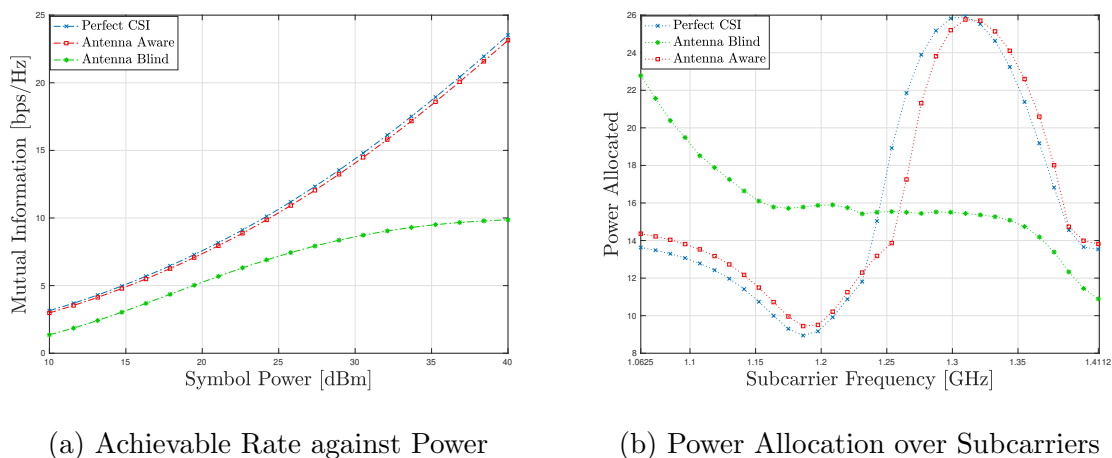 Perfect CSI
Antenna Aware
Antenna Blind
25
20
15
10
5
0
Mutual Information [bps/Hz]
10 15 20 25 30 35 40
Symbol Power [dBm]
(a) Achievable Rate against Power
Perfect CSI
Antenna Blind
Antenna Aware
26
24
22
20
18
16
14
12
10
8
Power Allocated
1.0625 1.1 1.15 1.2 1.25 1.3 1.35 1.4112
Subcarrier Frequency [GHz]
(b) Power Allocation over Subcarriers